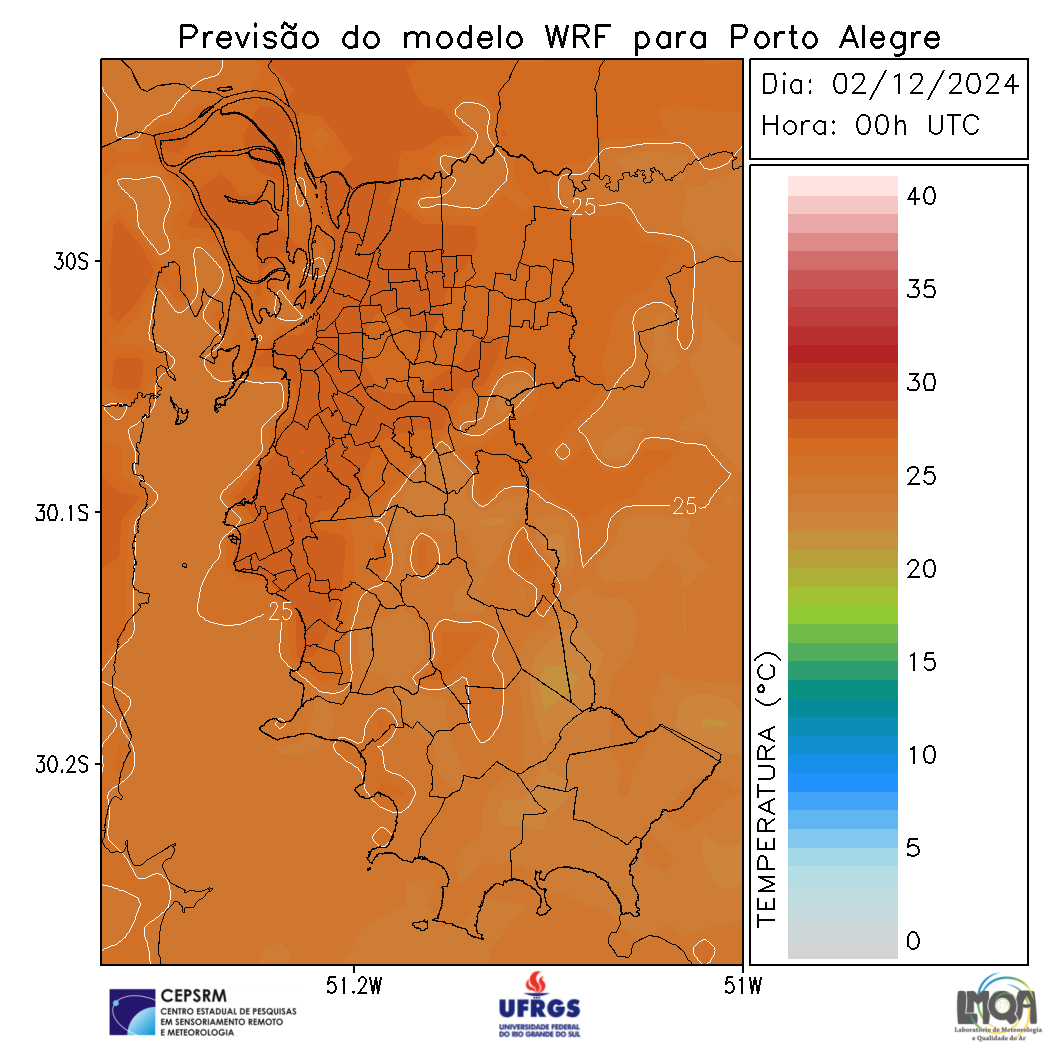 Previsão do modelo WRF para Porto Alegre
Dia: 02/12/2024
Hora: 00h UTC
40
35
30
25
20
15
10
5
0
TEMPERATURA (°C)
30S
30.1S
30.2S
51.2W
51W
25
25
25
CEPSRM
CENTRO ESTADUAL DE PESQUISAS
EM SENSORIAMENTO REMOTO
E METEOROLOGIA
UFRGS
UNIVERSIDADE FEDERAL
DO RIO GRANDE DO SUL
LMQA
Laboratório de Meteorologia
e Qualidade do Ar